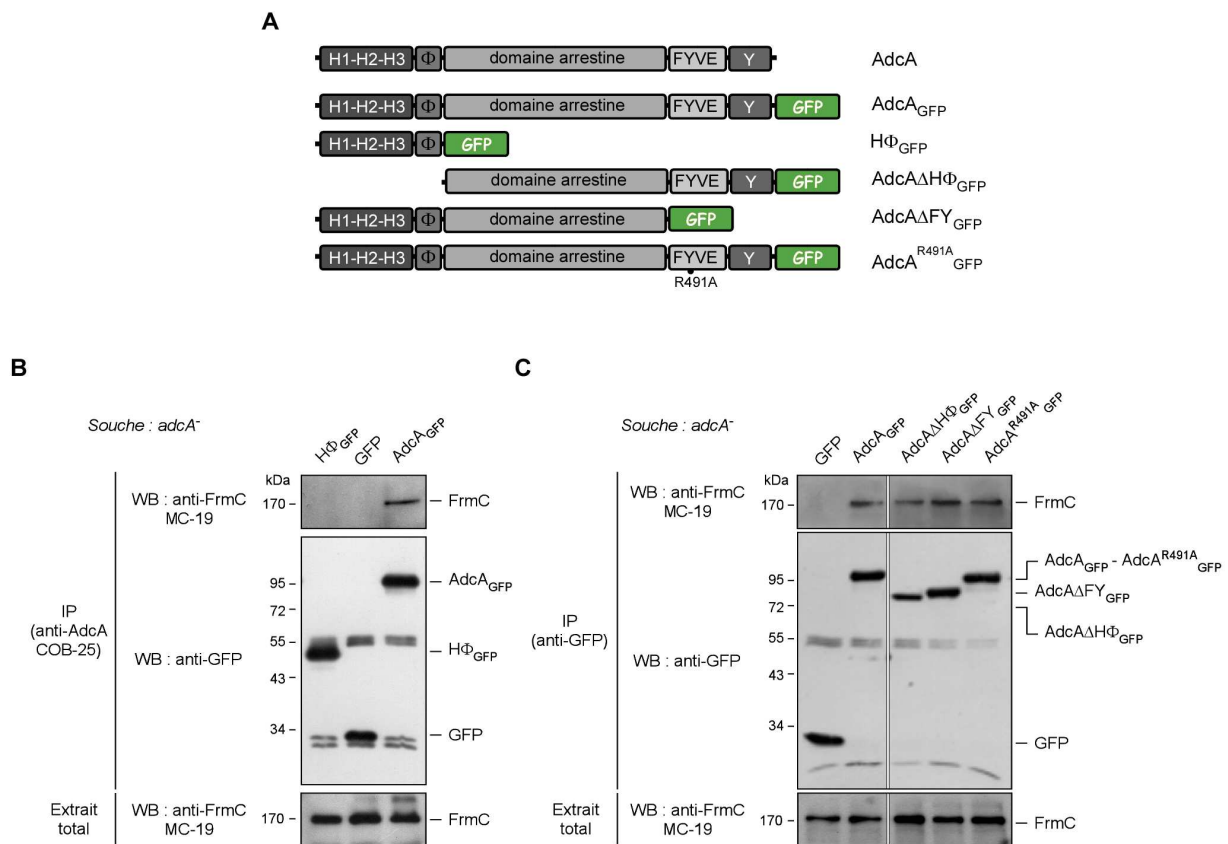 A
H1-H2-H3 Φ domaine arrestine FYVE Y AdcA
H1-H2-H3 Φ domaine arrestine FYVE Y GFP AdcAGFP
H1-H2-H3 Φ GFP HΦGFP
domaine arrestine FYVE Y GFP AdcAΔHΦGFP
H1-H2-H3 Φ domaine arrestine GFP AdcAΔFYGFP
H1-H2-H3 Φ domaine arrestine FYVE Y GFP AdcAR491AGFP
R491A
B
Souche : adcA-
HΦGFP GFP AdcAGFP
kDa
WB : anti-FrmC
MC-19
170
FrmC
IP
(anti-AdcA
COB-25)
WB : anti-GFP
95
72
55
43
34
AdcAGFP
HΦGFP
GFP
Extrait
total
WB : anti-FrmC
MC-19
170
FrmC
C
Souche : adcA-
GFP AdcAGFP AdcAΔHΦGFP AdcAΔFYGFP AdcAR491AGFP
kDa
WB : anti-FrmC
MC-19
170
FrmC
IP
(anti-GFP)
WB : anti-GFP
95
72
55
43
34
AdcAGFP - AdcAR491AGFP
AdcAΔFYGFP
AdcAΔHΦGFP
GFP
Extrait
total
WB : anti-FrmC
MC-19
170
FrmC